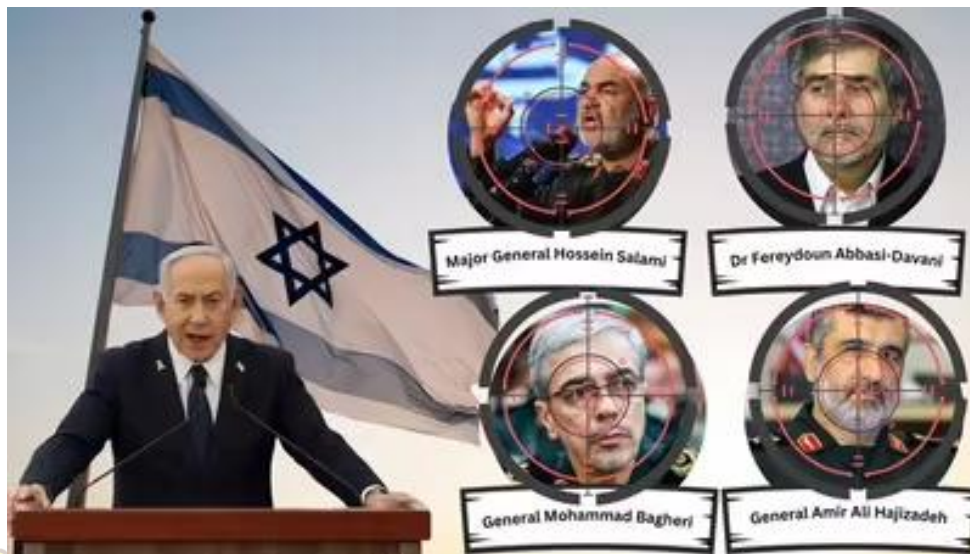 Major General Hossein Salami
Dr Fereydoun Abbasi-Davani
General Mohammad Bagheri
General Amir Ali Hajizadeh